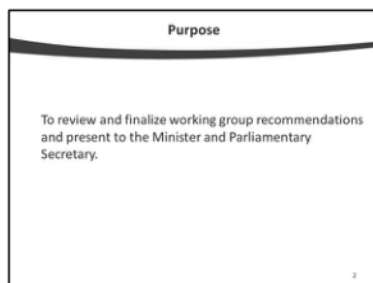 Purpose
To review and finalize working group recommendations
and present to the Minister and Parliamentary
Secretary.
2